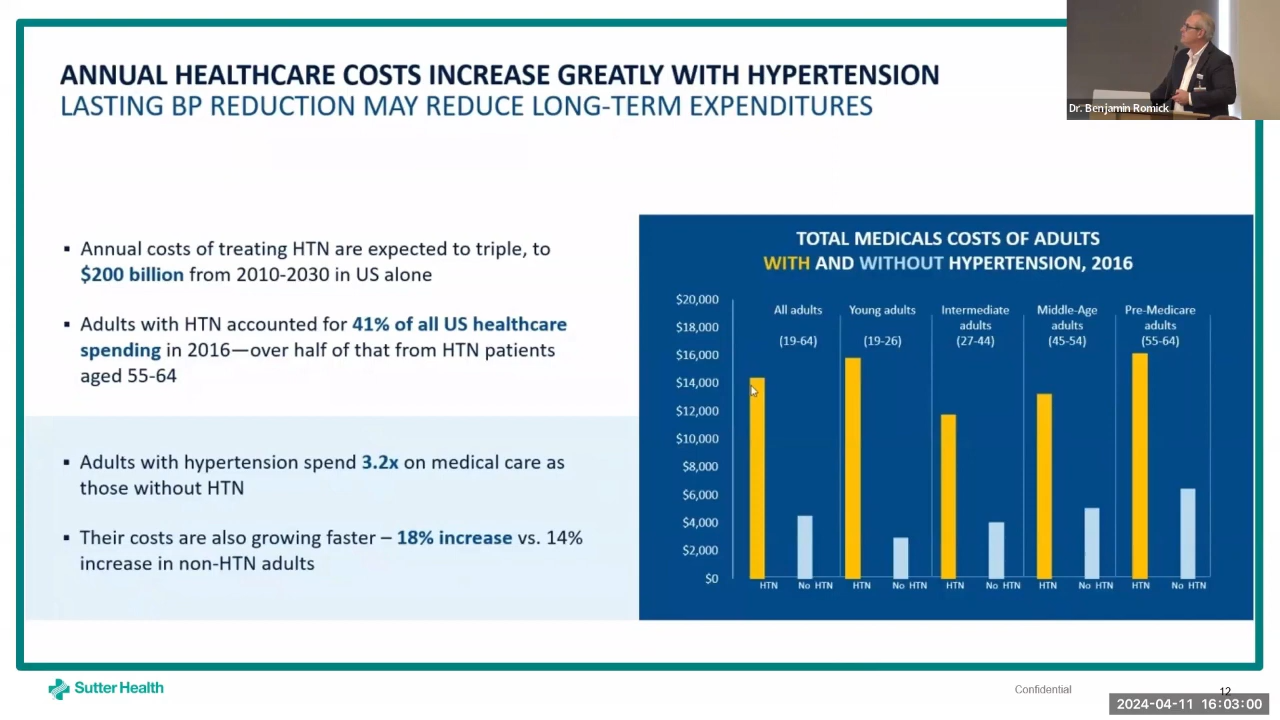 ANNUAL HEALTHCARE COSTS INCREASE GREATLY WITH HYPERTENSION
LASTING BP REDUCTION MAY REDUCE LONG-TERM EXPENDITURES
Dr. Benjamin Romick
▪ Annual costs of treating HTN are expected to triple, to
$200 billion from 2010-2030 in US alone
▪ Adults with HTN accounted for 41% of all US healthcare
spending in 2016—over half of that from HTN patients
aged 55-64
▪ Adults with hypertension spend 3.2x on medical care as
those without HTN
▪ Their costs are also growing faster – 18% increase vs. 14%
increase in non-HTN adults
TOTAL MEDICALS COSTS OF ADULTS
WITH AND WITHOUT HYPERTENSION, 2016
$20,000
$18,000
$16,000
$14,000
$12,000
$10,000
$8,000
$6,000
$4,000
$2,000
$0
All adults
(19-64)
Young adults
(19-26)
Intermediate
adults
(27-44)
Middle-Age
adults
(45-54)
Pre-Medicare
adults
(55-64)
HTN No HTN HTN No HTN HTN No HTN HTN No HTN HTN No HTN
Sutter Health
Confidential
12
2024-04-11 16:03:00